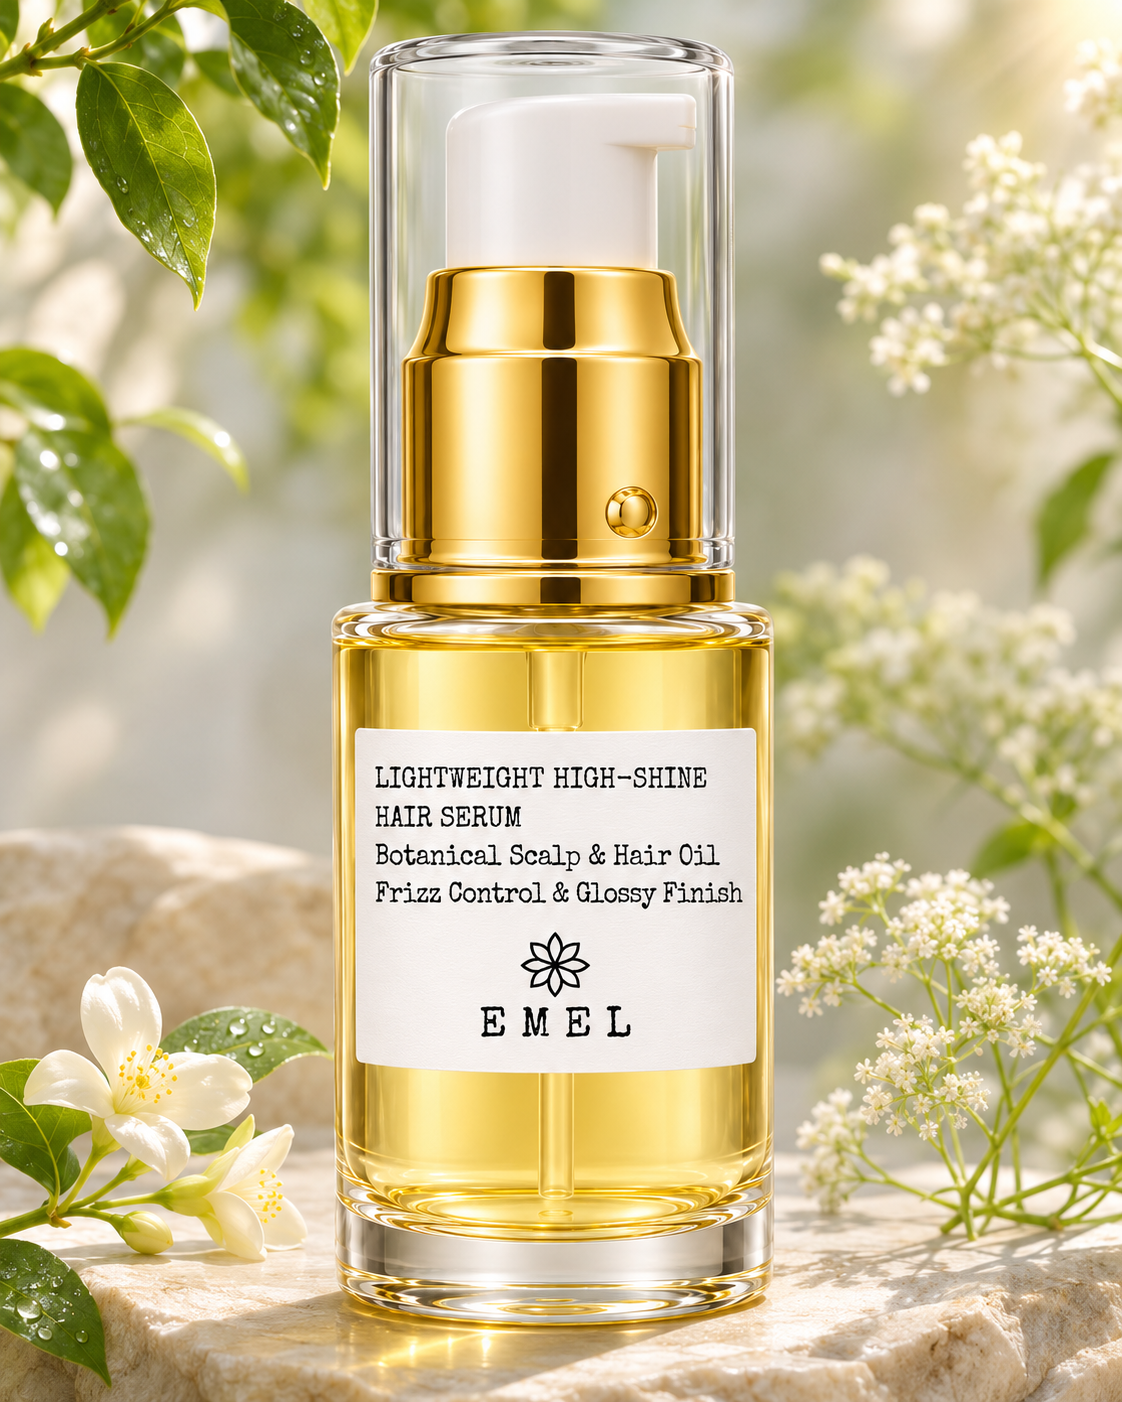 LIGHTWEIGHT HIGH-SHINE
HAIR SERUM
Botanical Scalp & Hair Oil
Frizz Control & Glossy Finish
EMEL